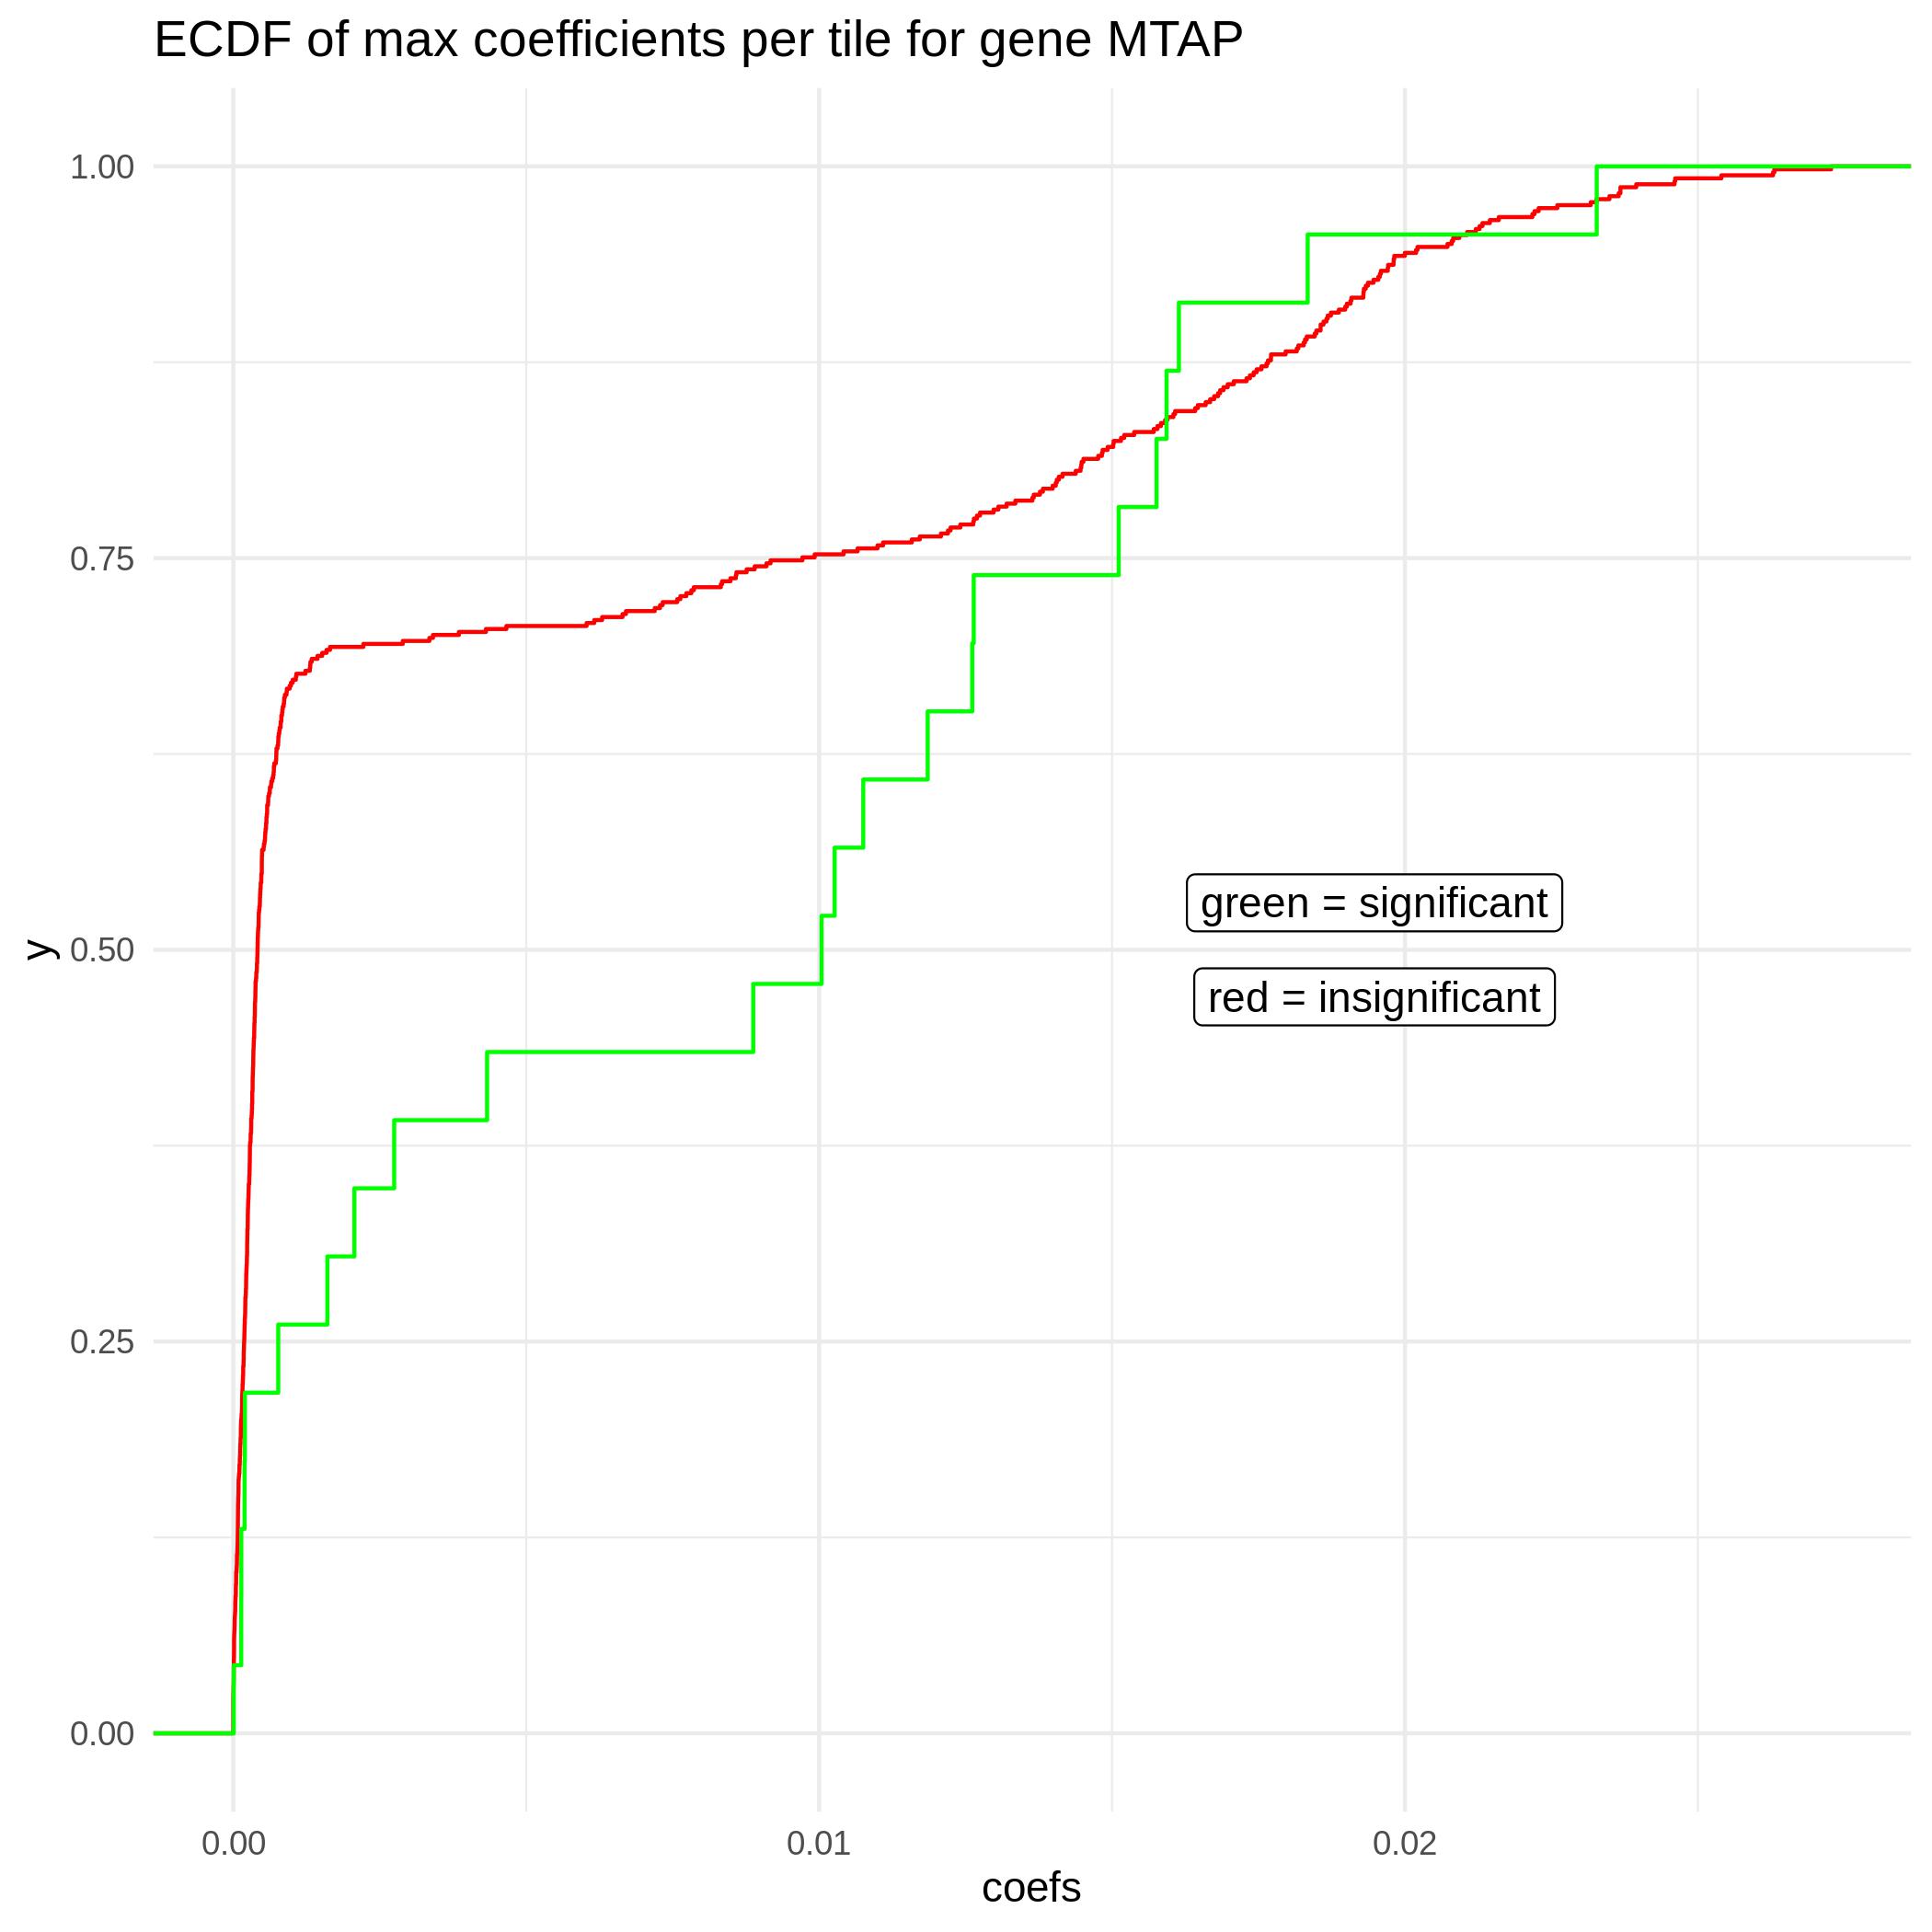 ECDF of max coefficients per tile for gene MTAP
1.00
0.75
0.50
0.25
0.00
y
green = significant
red = insignificant
0.00 0.01 0.02
coefs